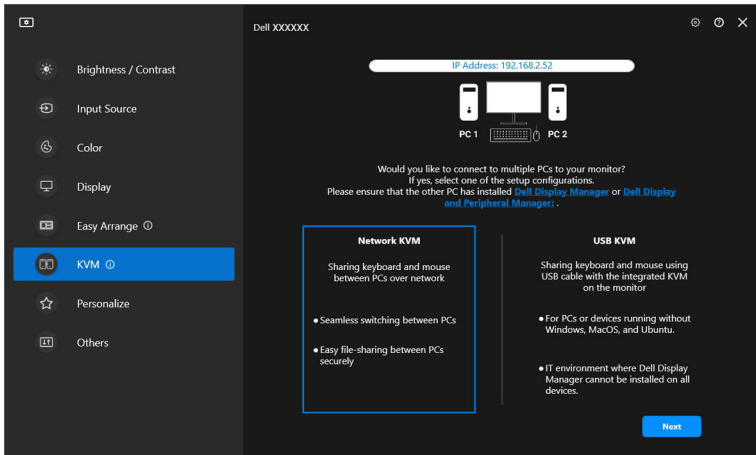 Dell XXXXXX
Brightness / Contrast
Input Source
Color
Display
Easy Arrange
KVM
Personalize
Others
IP Address: 192.168.2.52
PC 1
PC 2
Would you like to connect to multiple PCs to your monitor?
If yes, select one of the setup configurations.
Please ensure that the other PC has installed Dell Display Manager or Dell Display
and Peripheral Manager: .
Network KVM
Sharing keyboard and mouse
between PCs over network
● Seamless switching between PCs
● Easy file-sharing between PCs
securely
USB KVM
Sharing keyboard and mouse using
USB cable with the integrated KVM
on the monitor
● For PCs or devices running without
Windows, MacOS, and Ubuntu.
● IT environment where Dell Display
Manager cannot be installed on all
devices.
Next